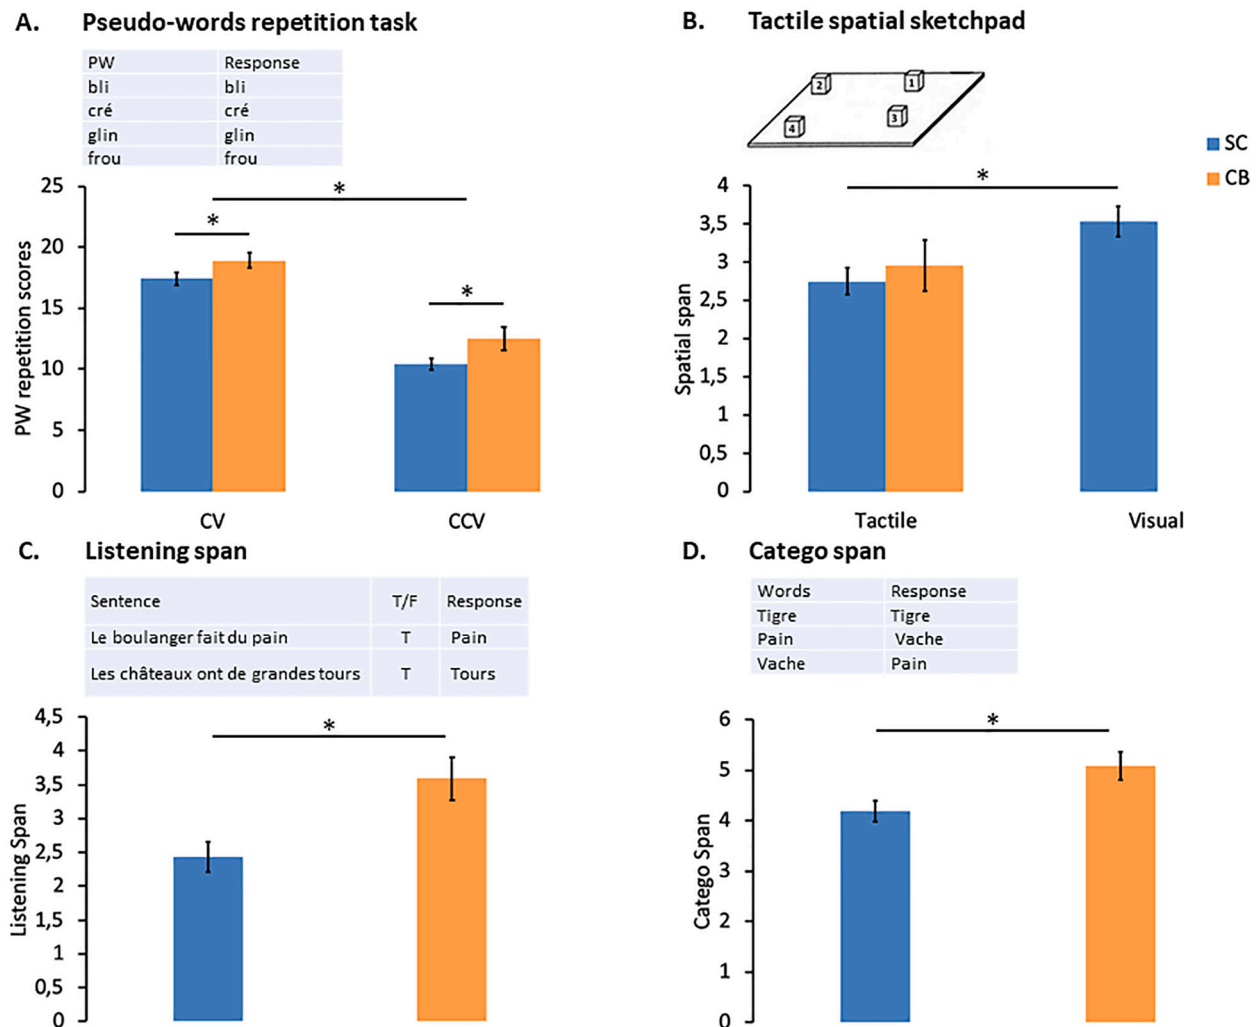 A. Pseudo-words repetition task
PW Response
bli bli
cré cré
glin glin
frou frou
25
20
15
10
5
0
PW repetition scores
*
*
*
CV CCV
B. Tactile spatial sketchpad
2 1
3
4
SC
CB
4
3,5
3
2,5
2
1,5
1
0,5
0
Spatial span
*
Tactile Visual
C. Listening span
Sentence T/F Response
Le boulanger fait du pain T Pain
Les châteaux ont de grandes tours T Tours
4,5
4
3,5
3
2,5
2
1,5
1
0,5
0
Listening Span
*
D. Catego span
Words Response
Tigre Tigre
Pain Vache
Vache Pain
6
5
4
3
2
1
0
Catego Span
*